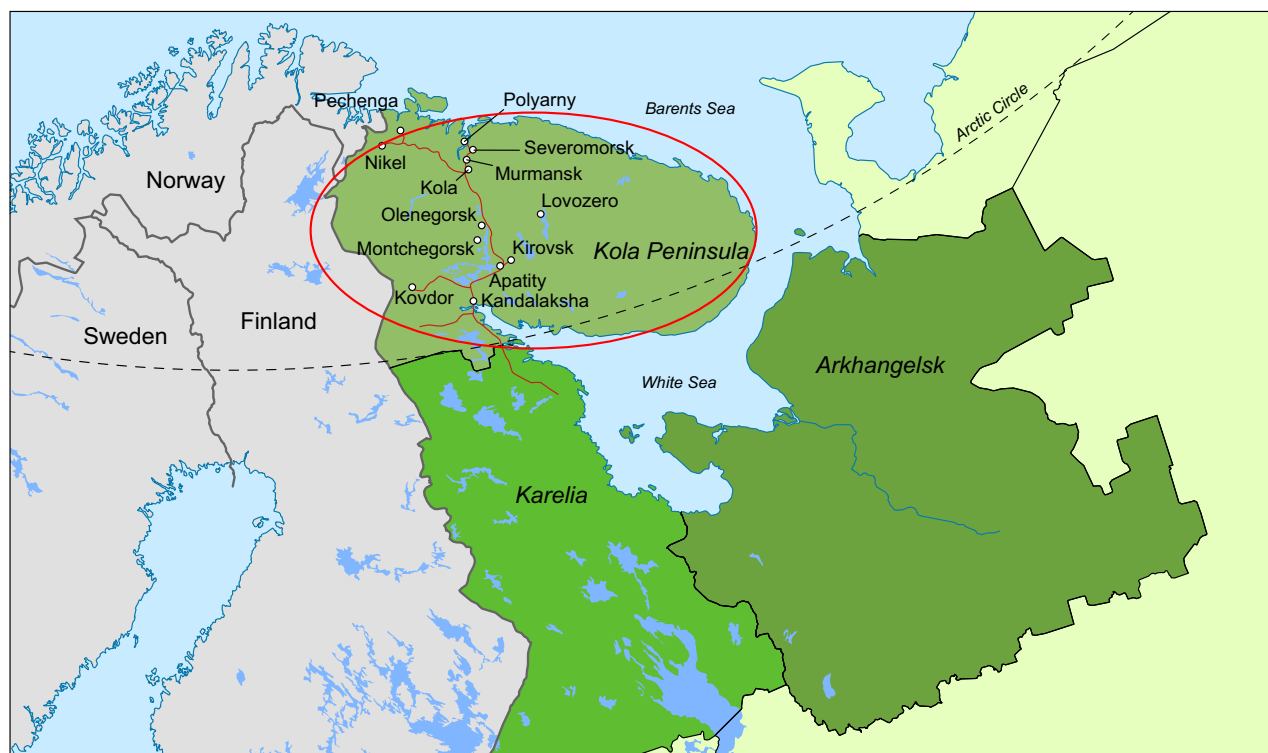 Pechenga
Polyarny
Barents Sea
Arctic Circle
Nikel
Severomorsk
Murmansk
Norway
Kola
Lovozero
Olenegorsk
Montchegorsk
Kirovsk
Kola Peninsula
Apatity
Kovdor
Kandalaksha
Finland
Sweden
Arkhangelsk
White Sea
Karelia